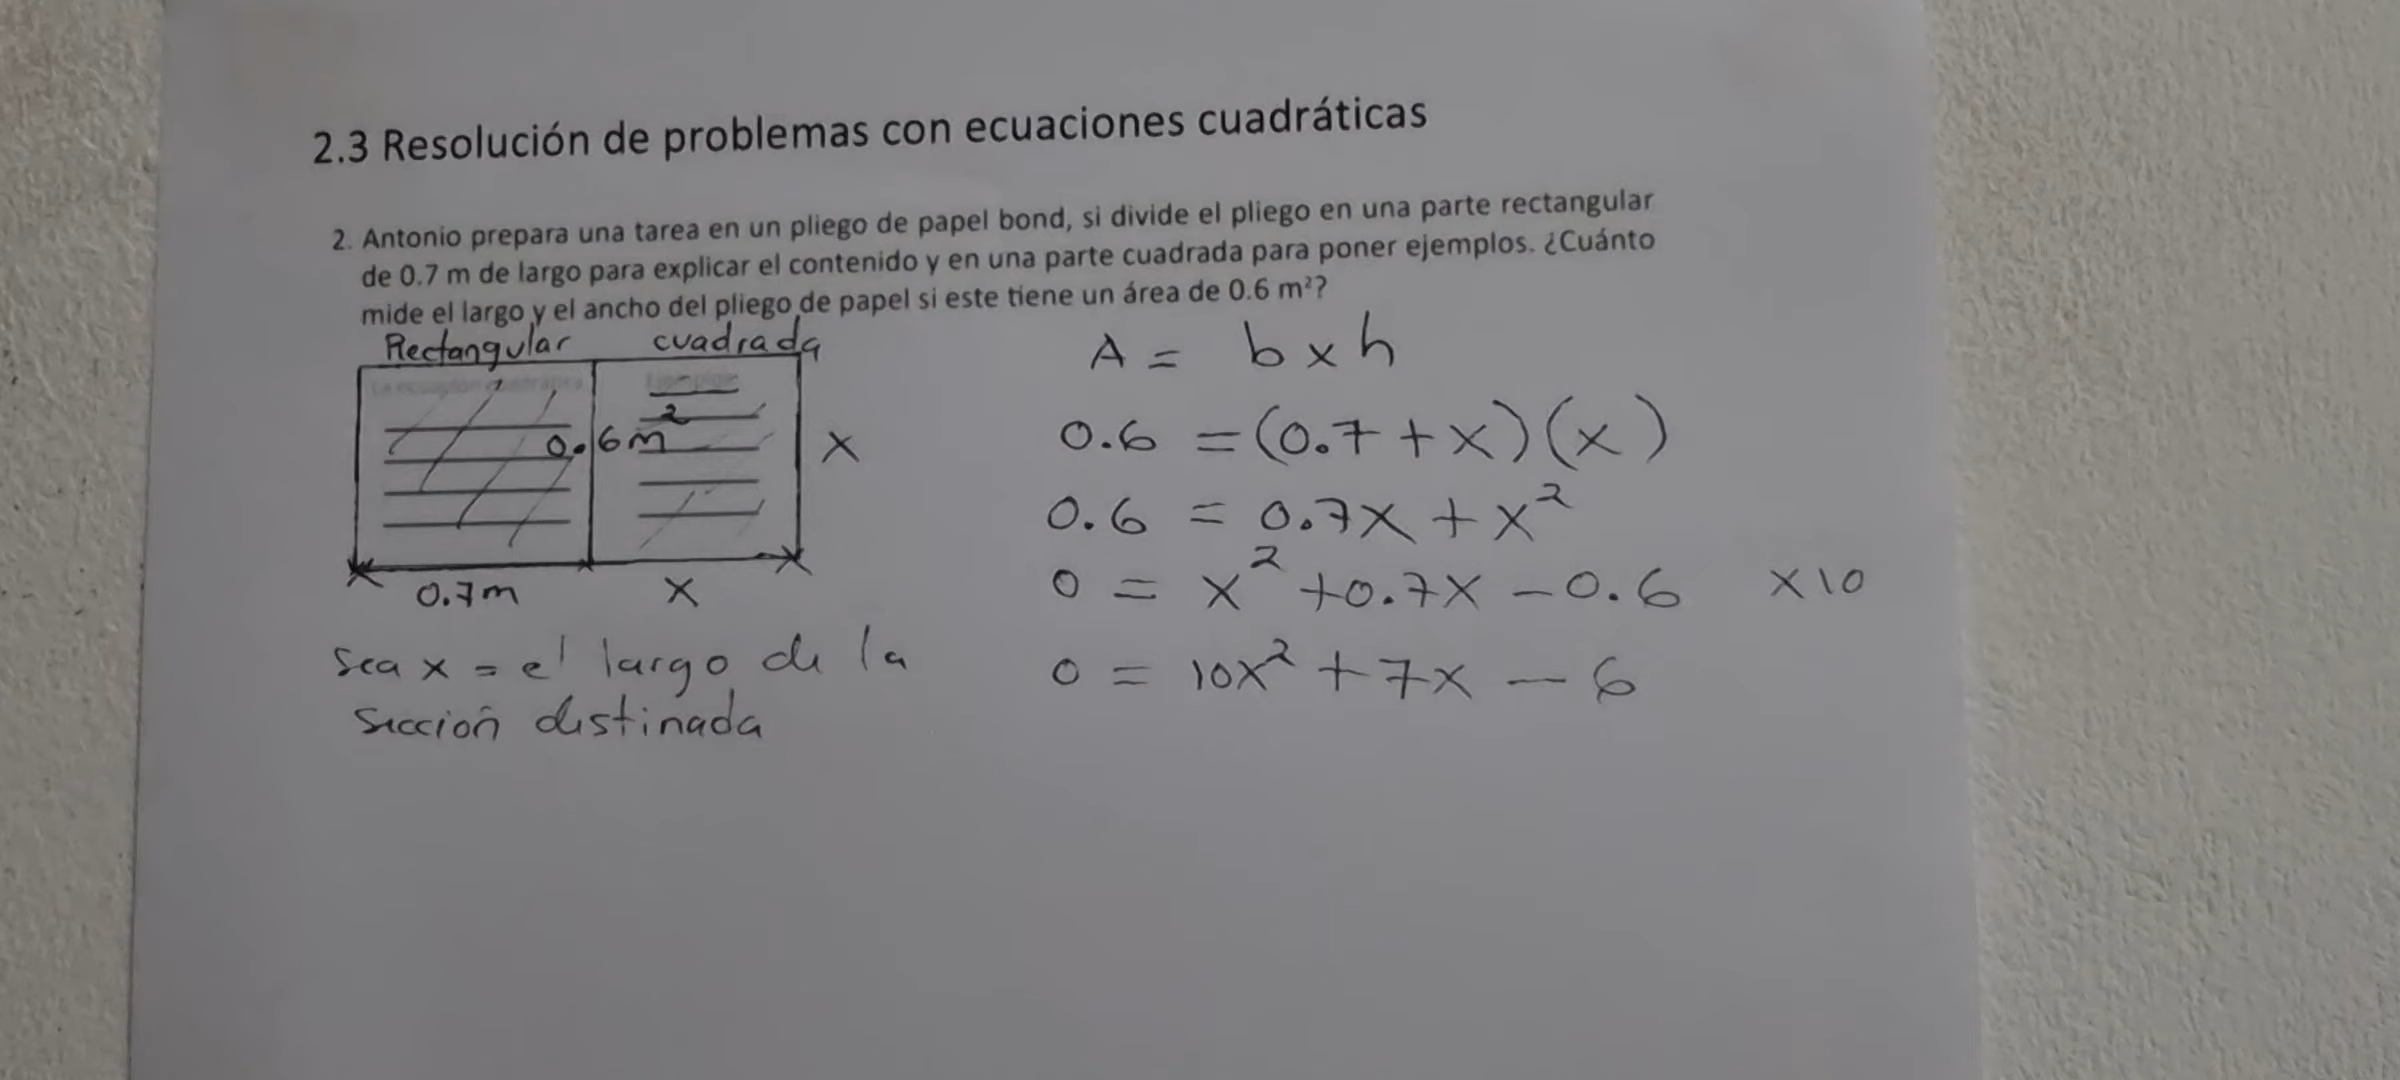 2.3 Resolución de problemas con ecuaciones cuadráticas
2. Antonio prepara una tarea en un pliego de papel bond, si divide el pliego en una parte rectangular
de 0.7 m de largo para explicar el contenido y en una parte cuadrada para poner ejemplos. ¿Cuánto
mide el largo y el ancho del pliego de papel si este tiene un área de 0.6 m²?
Rectangular cuadrada
La ecuación cuadrática Ejemplos
0.6m²
x
0.7m x
sea x = el largo de la
sección destinada
A = b x h
0.6 = (0.7 + x)(x)
0.6 = 0.7x + x²
0 = x² + 0.7x - 0.6 x10
0 = 10x² + 7x - 6